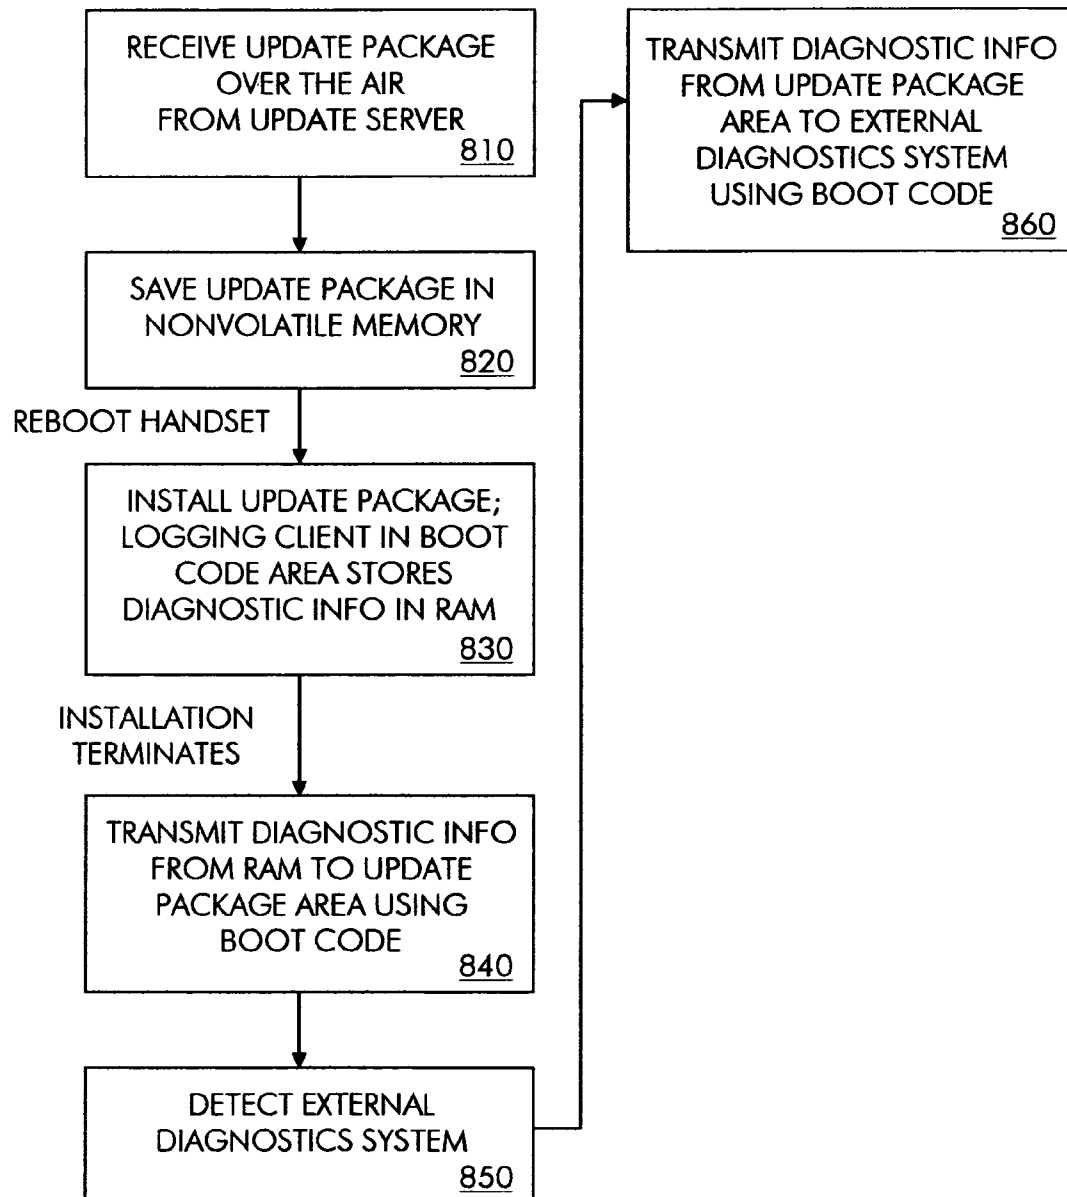 RECEIVE UPDATE PACKAGE
OVER THE AIR
FROM UPDATE SERVER
810
SAVE UPDATE PACKAGE IN
NONVOLATILE MEMORY
820
REBOOT HANDSET
INSTALL UPDATE PACKAGE;
LOGGING CLIENT IN BOOT
CODE AREA STORES
DIAGNOSTIC INFO IN RAM
830
INSTALLATION
TERMINATES
TRANSMIT DIAGNOSTIC INFO
FROM RAM TO UPDATE
PACKAGE AREA USING
BOOT CODE
840
DETECT EXTERNAL
DIAGNOSTICS SYSTEM
850
TRANSMIT DIAGNOSTIC INFO
FROM UPDATE PACKAGE
AREA TO EXTERNAL
DIAGNOSTICS SYSTEM
USING BOOT CODE
860